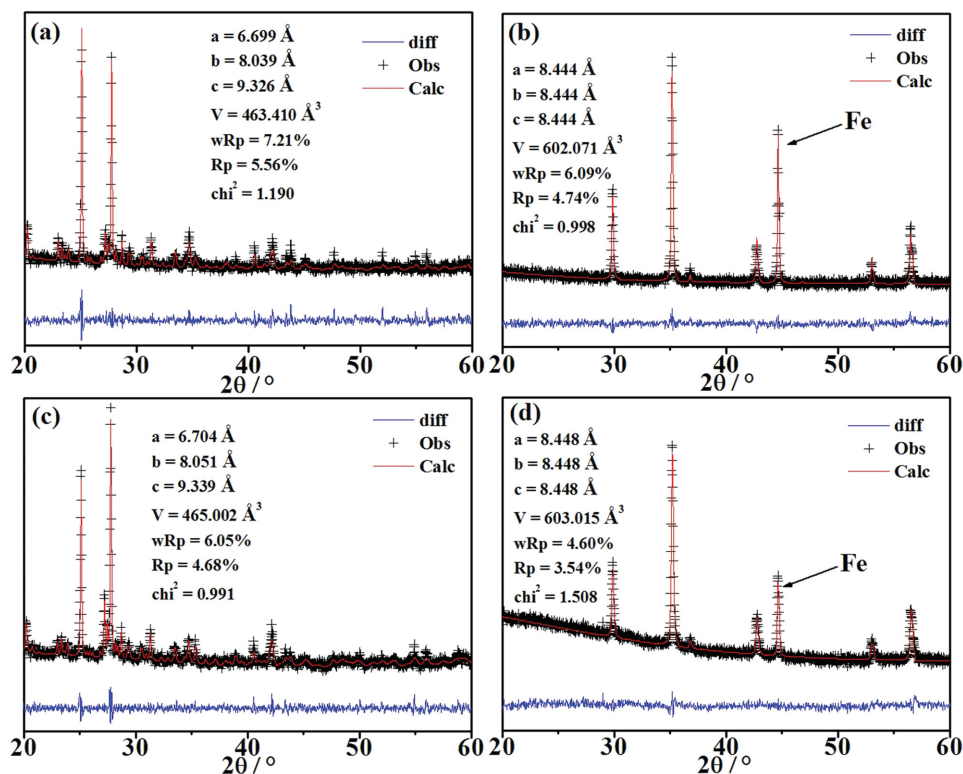 (a)
a = 6.699 Å
b = 8.039 Å
c = 9.326 Å
V = 463.410 Å³
wRp = 7.21%
Rp = 5.56%
chi² = 1.190
diff
Obs
Calc
20 30 40 50 60
2θ / °
(b)
a = 8.444 Å
b = 8.444 Å
c = 8.444 Å
V = 602.071 Å³
wRp = 6.09%
Rp = 4.74%
chi² = 0.998
diff
Obs
Calc
Fe
20 30 40 50 60
2θ / °
(c)
a = 6.704 Å
b = 8.051 Å
c = 9.339 Å
V = 465.002 Å³
wRp = 6.05%
Rp = 4.68%
chi² = 0.991
diff
Obs
Calc
20 30 40 50 60
2θ / °
(d)
a = 8.448 Å
b = 8.448 Å
c = 8.448 Å
V = 603.015 Å³
wRp = 4.60%
Rp = 3.54%
chi² = 1.508
diff
Obs
Calc
Fe
20 30 40 50 60
2θ / °